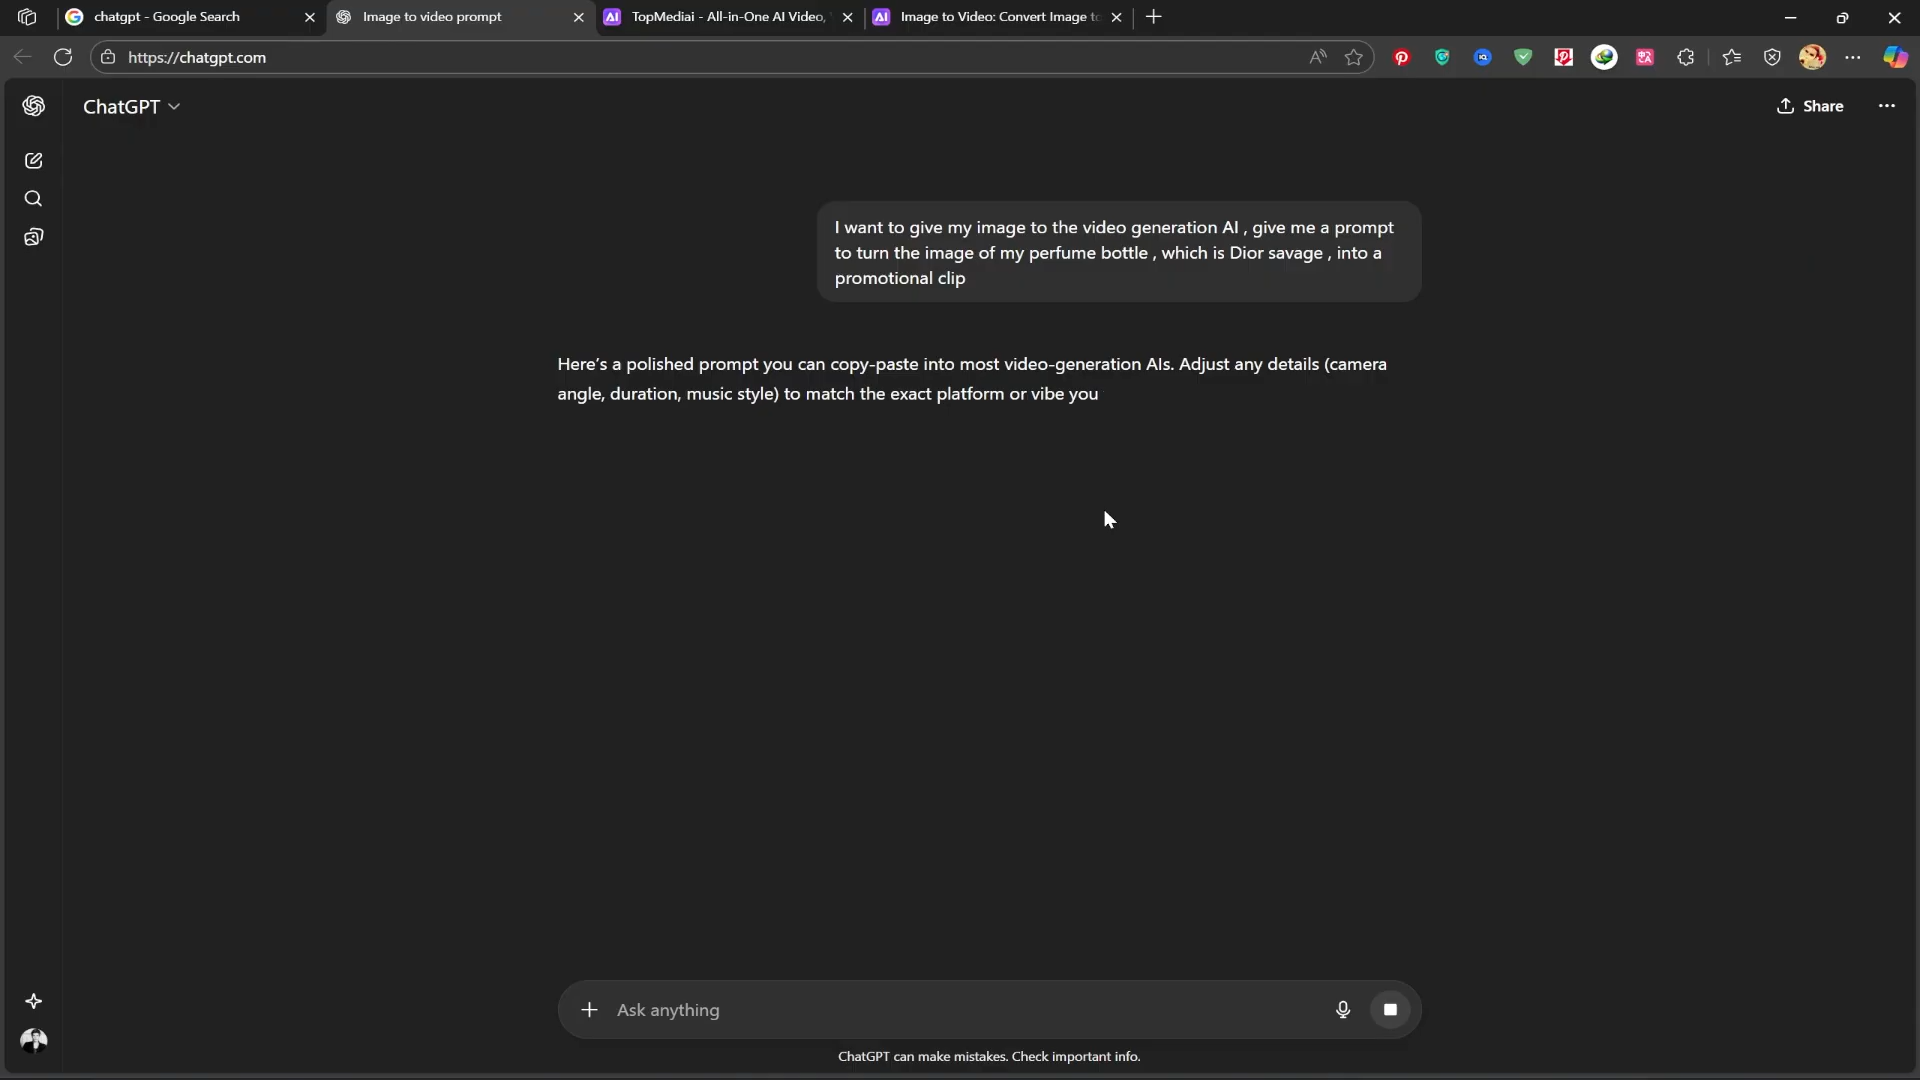 chatgpt - Google Search
Image to video prompt
TopMediai - All-in-One AI Video,
Image to Video: Convert Image to
https://chatgpt.com
ChatGPT
Share
I want to give my image to the video generation AI , give me a prompt
to turn the image of my perfume bottle , which is Dior savage , into a
promotional clip
Here's a polished prompt you can copy-paste into most video-generation AIs. Adjust any details (camera
angle, duration, music style) to match the exact platform or vibe you
Ask anything
ChatGPT can make mistakes. Check important info.